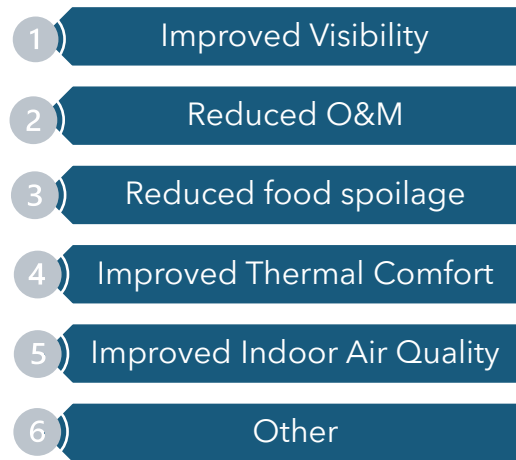 1 Improved Visibility
2 Reduced O&M
3 Reduced food spoilage
4 Improved Thermal Comfort
5 Improved Indoor Air Quality
6 Other